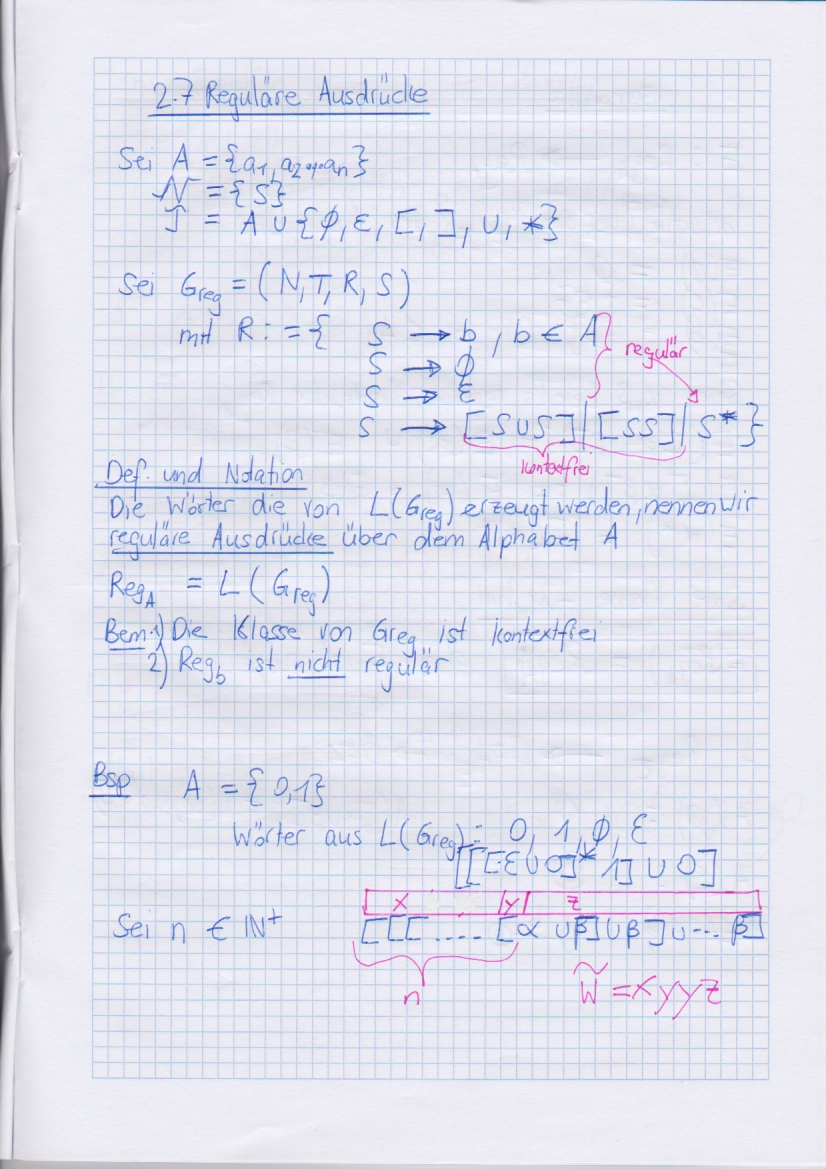 2.7 Reguläre Ausdrücke
Sei A = {a1, a2,...,an}
N = {S}
T = A ∪ {∅, ε, [, ], ∪, *}
Sei Greg = (N, T, R, S)
mit R: = { S → b, b ∈ A
regulär
S → ∅
S → ε
S → [S∪S] | [SS] | S* }
kontextfrei
Def. und Notation
Die Wörter die von L(Greg) erzeugt werden, nennen wir
reguläre Ausdrücke über dem Alphabet A
RegA = L(Greg)
Bem. 1) Die Klasse von Greg ist kontextfrei
2) Regb ist nicht regulär
Bsp A = {0,1}
Wörter aus L(Greg): 0, 1, ∅, ε
[[[ε∪0]* 1] ∪ 0]
x y z
Sei n ∈ ℕ+ [[[ .... [α ∪β]∪β]∪... β]
n
w̃ = xyyz